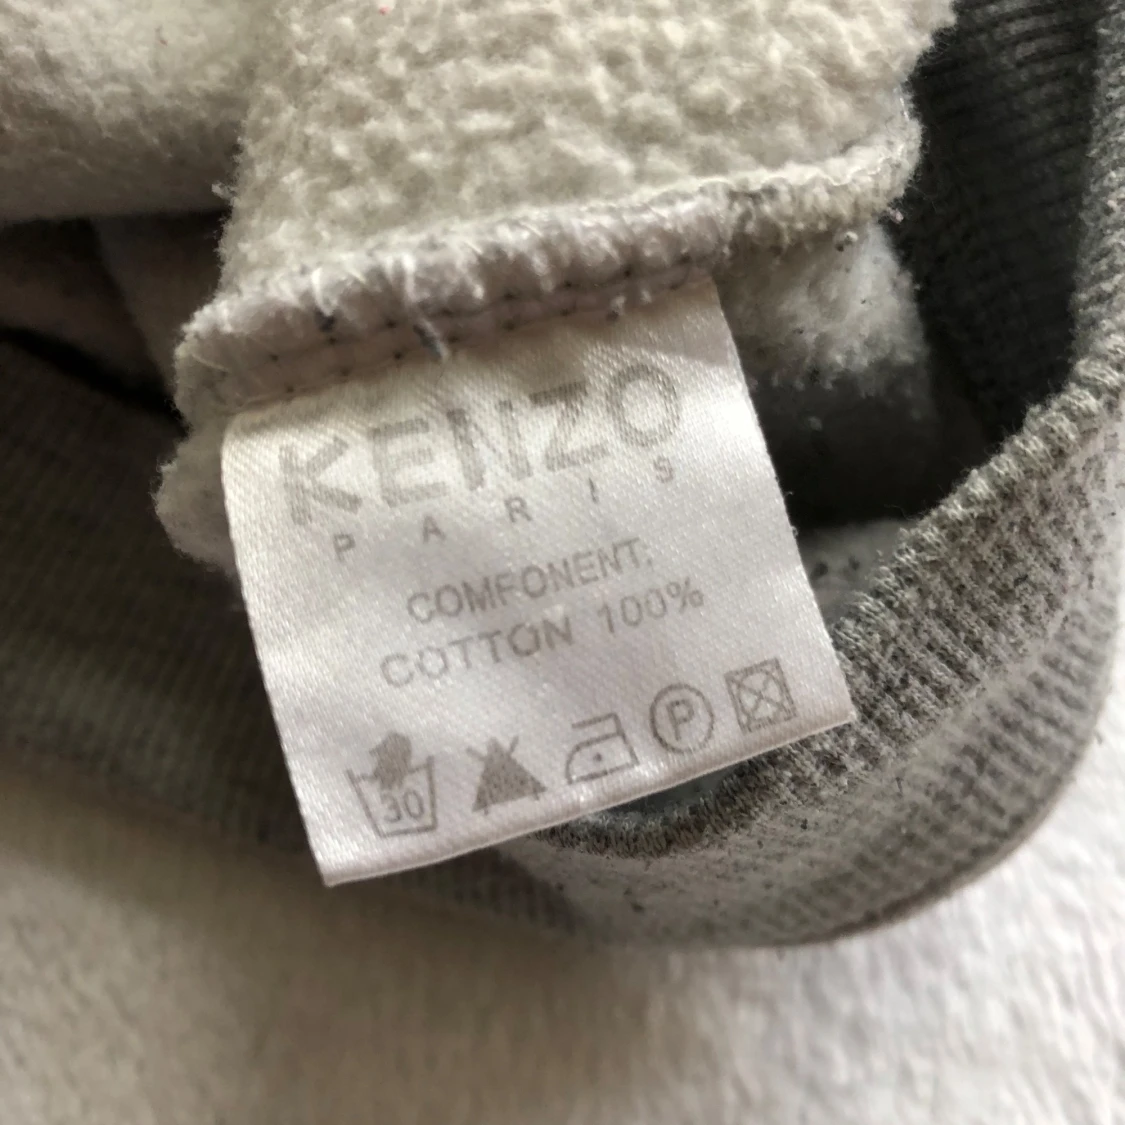 KENZO
PARIS
COMFONENT:
COTTON 100%
30 P